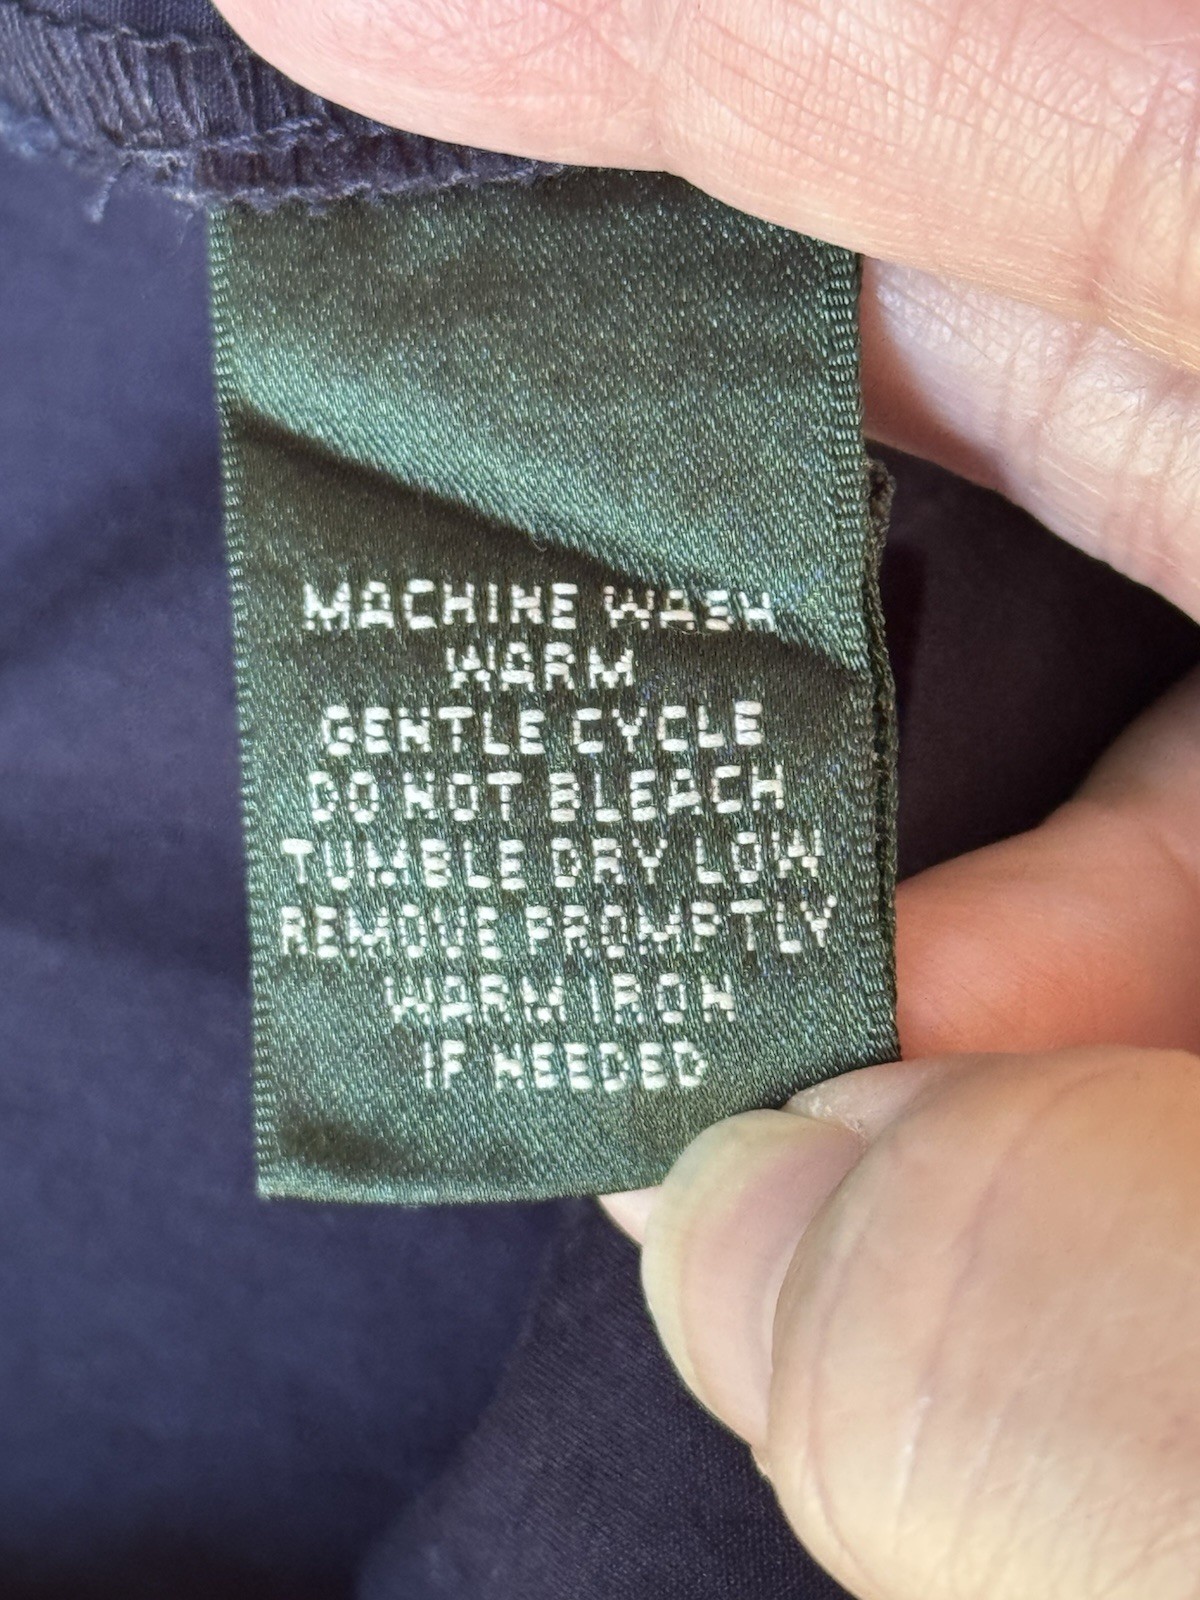 MACHINE WASH
WARM
GENTLE CYCLE
DO NOT BLEACH
TUMBLE DRY LOW
REMOVE PROMPTLY
WARM IRON
IF NEEDED